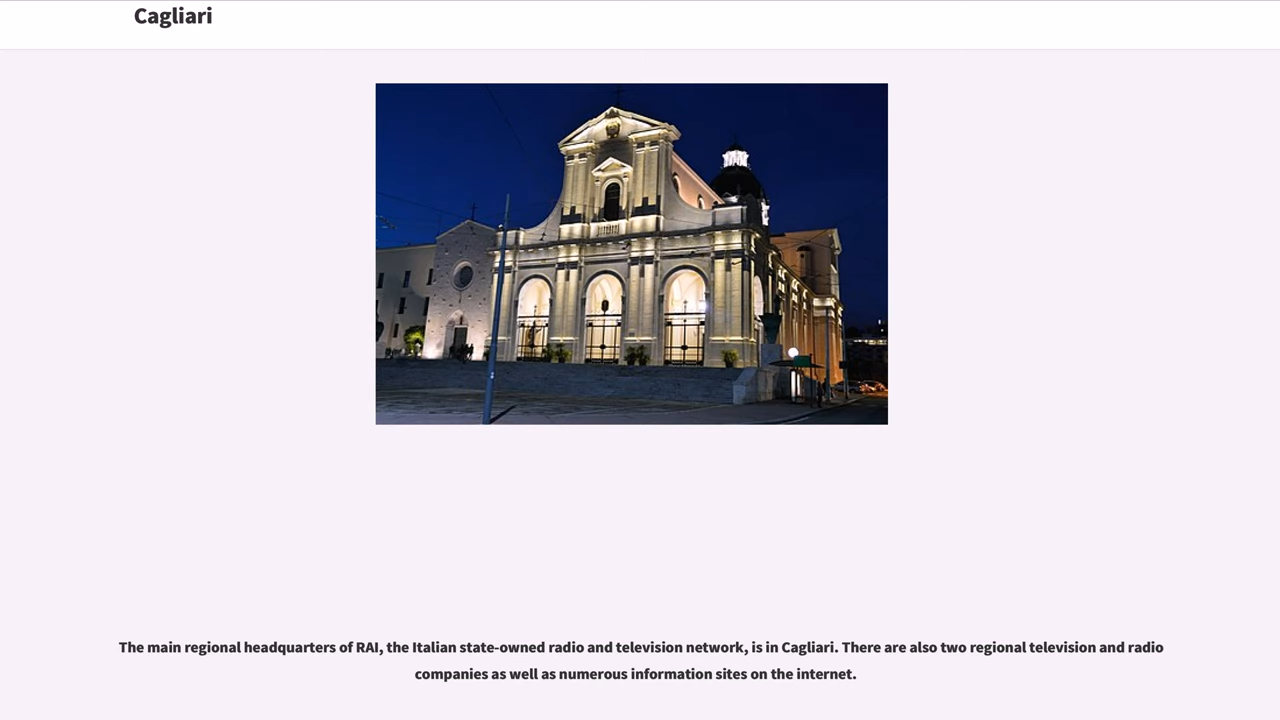 Cagliari
The main regional headquarters of RAI, the Italian state-owned radio and television network, is in Cagliari. There are also two regional television and radio
companies as well as numerous information sites on the internet.